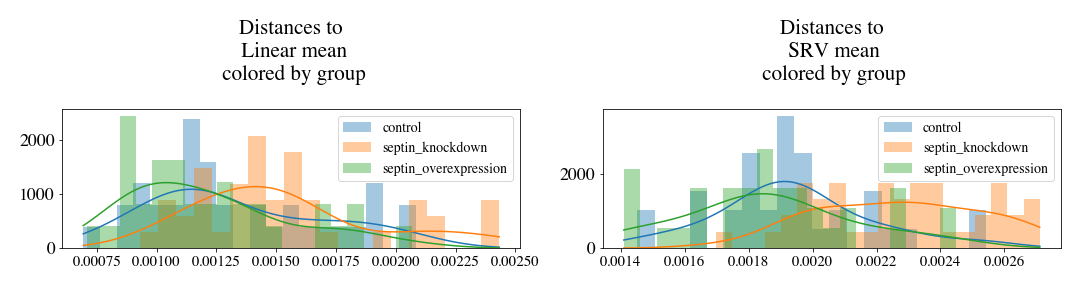 Distances to
Linear mean
colored by group
2000
1000
0
control
septin_knockdown
septin_overexpression
0.00075 0.00100 0.00125 0.00150 0.00175 0.00200 0.00225 0.00250
Distances to
SRV mean
colored by group
2000
0
control
septin_knockdown
septin_overexpression
0.0014 0.0016 0.0018 0.0020 0.0022 0.0024 0.0026